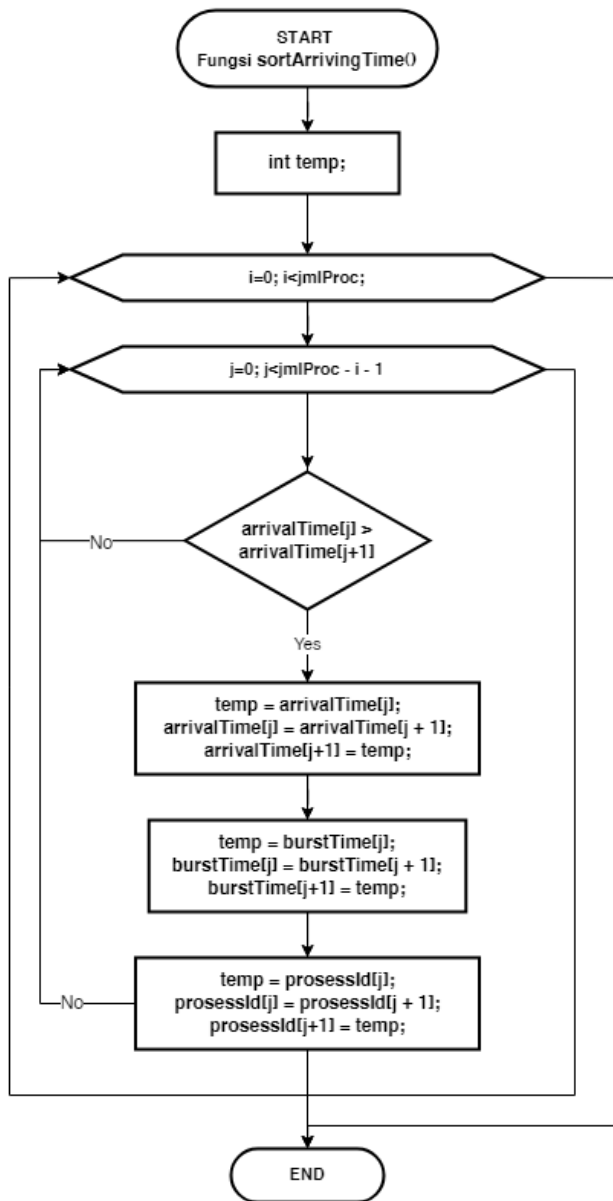 START
Fungsi sortArrivingTime()
int temp;
i=0; i<jmlProc;
j=0; j<jmlProc - i - 1
arrivalTime[j] >
arrivalTime[j+1]
No
Yes
temp = arrivalTime[j];
arrivalTime[j] = arrivalTime[j + 1];
arrivalTime[j+1] = temp;
temp = burstTime[j];
burstTime[j] = burstTime[j + 1];
burstTime[j+1] = temp;
No
temp = prosessId[j];
prosessId[j] = prosessId[j + 1];
prosessId[j+1] = temp;
END